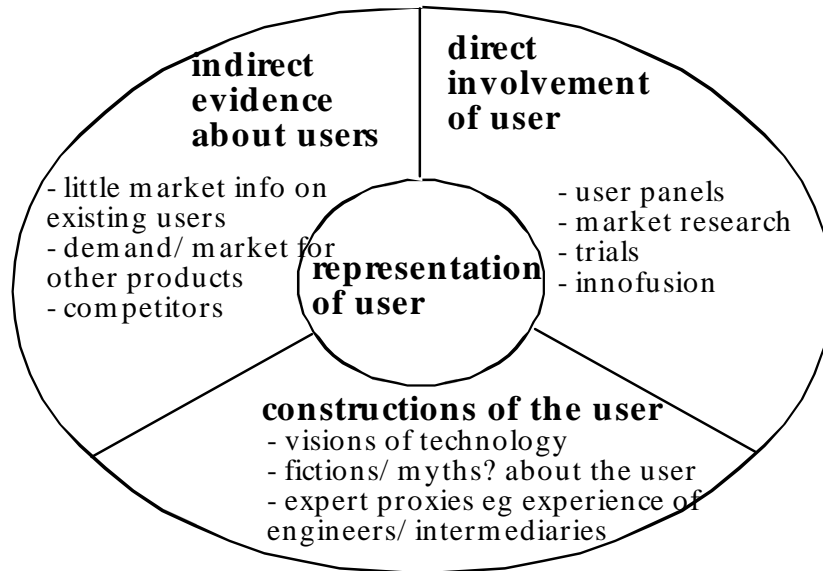 indirect
evidence
about users
- little market info on
existing users
- demand/ market for
other products
- competitors
direct
involvement
of user
- user panels
- market research
- trials
- innofusion
representation
of user
constructions of the user
- visions of technology
- fictions/ myths? about the user
- expert proxies eg experience of
engineers/ intermediaries